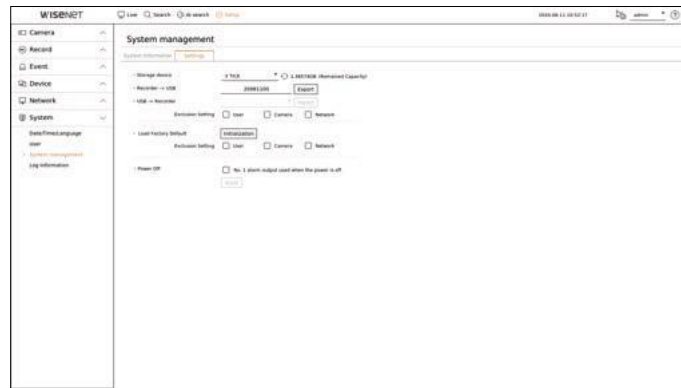 WISENET
Live Search AI search Setup
admin
Camera
Record
Event
Device
Network
System
Date/Time/Language
User
System management
Log Information
System management
System Information Settings
Storage device
(Remained Capacity)
Recorder -> USB Export
USB -> Recorder
Exclusion Setting User Camera Network
Load Factory Default Initialization
Exclusion Setting User Camera Network
Power Off No. 1 alarm output used when the power is off